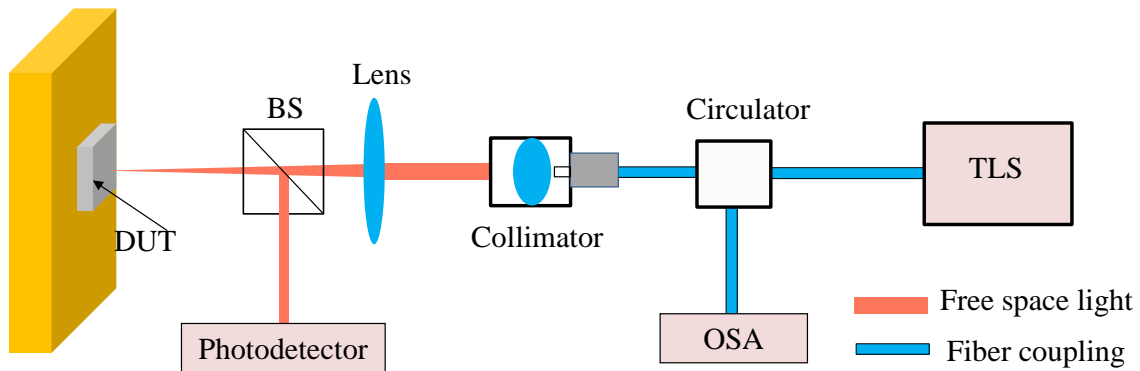 Lens
BS
Circulator
TLS
DUT
Collimator
Photodetector
OSA
Free space light
Fiber coupling